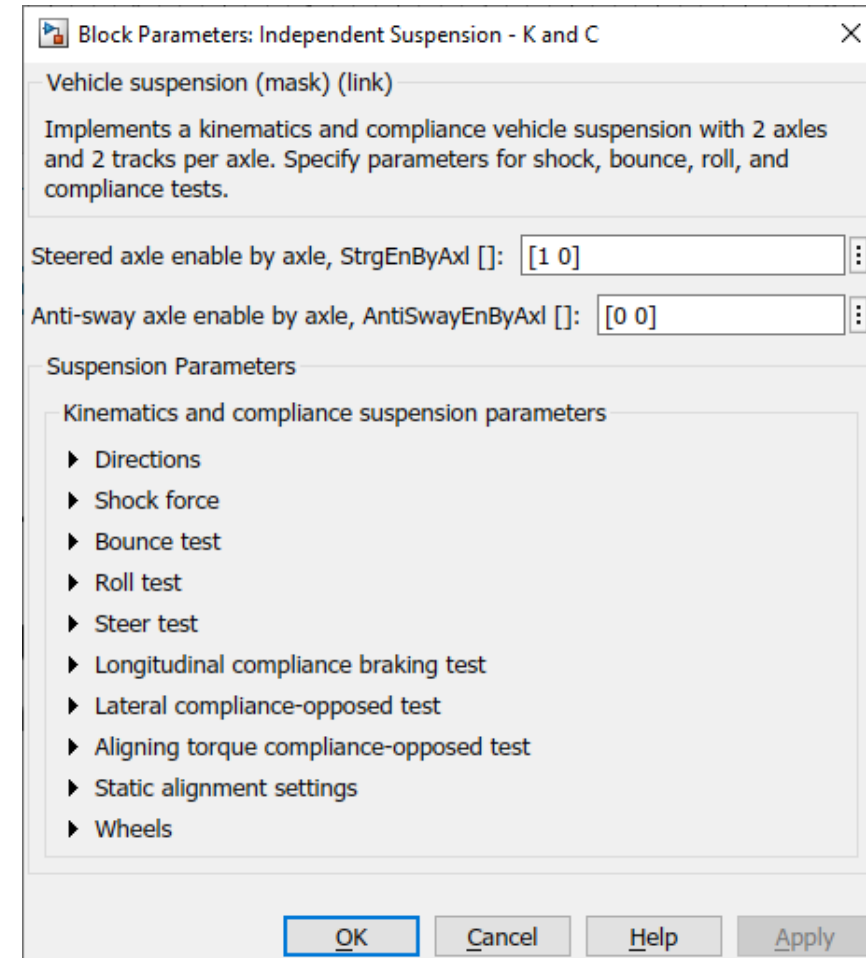 Block Parameters: Independent Suspension - K and C
Vehicle suspension (mask) (link)
Implements a kinematics and compliance vehicle suspension with 2 axles
and 2 tracks per axle. Specify parameters for shock, bounce, roll, and
compliance tests.
Steered axle enable by axle, StrgEnByAxl []: [1 0]
Anti-sway axle enable by axle, AntiSwayEnByAxl []: [0 0]
Suspension Parameters
Kinematics and compliance suspension parameters
Directions
Shock force
Bounce test
Roll test
Steer test
Longitudinal compliance braking test
Lateral compliance-opposed test
Aligning torque compliance-opposed test
Static alignment settings
Wheels
OK Cancel Help Apply